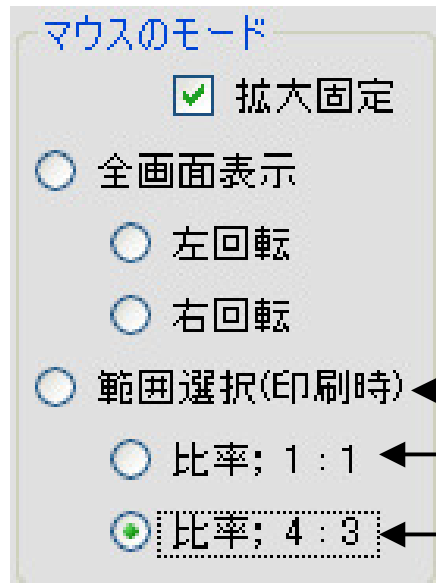 マウスのモード
拡大固定
全画面表示
左回転
右回転
範囲選択(印刷時)
比率; 1 : 1
比率; 4 : 3